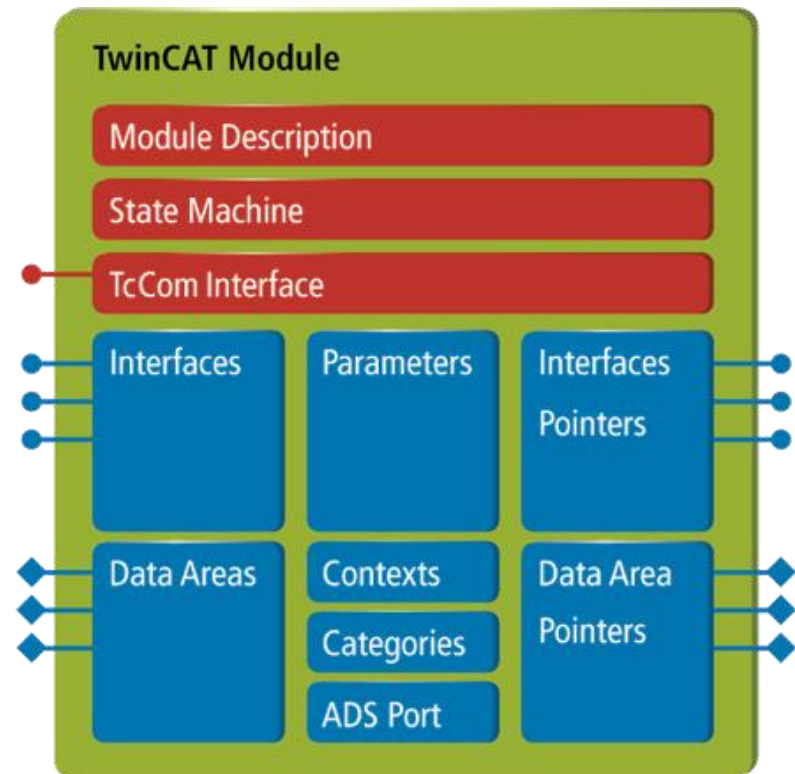 TwinCAT Module
Module Description
State Machine
TcCom Interface
Interfaces
Parameters
Interfaces
Pointers
Data Areas
Contexts
Categories
ADS Port
Data Area
Pointers